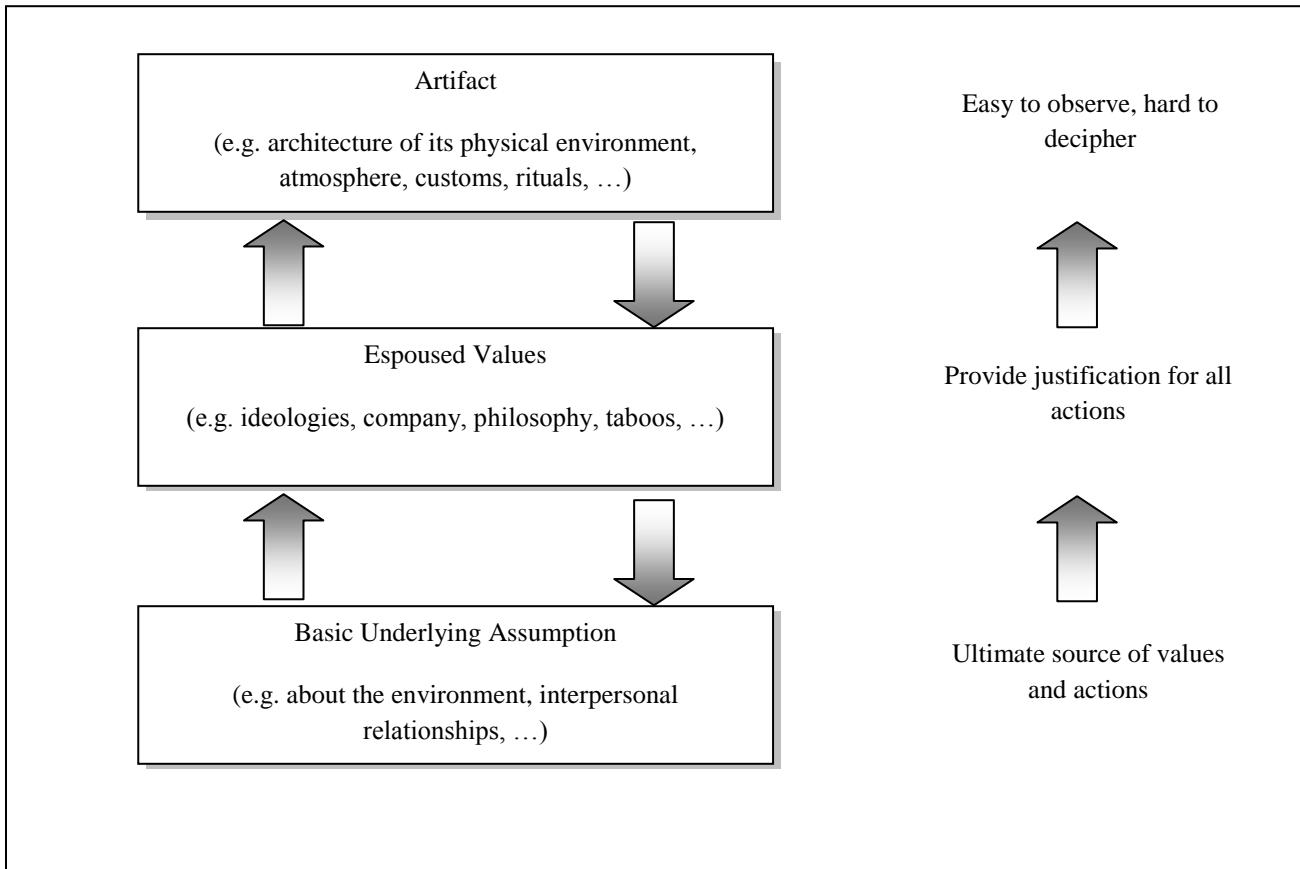 Artifact
(e.g. architecture of its physical environment,
atmosphere, customs, rituals, …)
Easy to observe, hard to
decipher
Espoused Values
(e.g. ideologies, company, philosophy, taboos, …)
Provide justification for all
actions
Basic Underlying Assumption
(e.g. about the environment, interpersonal
relationships, …)
Ultimate source of values
and actions